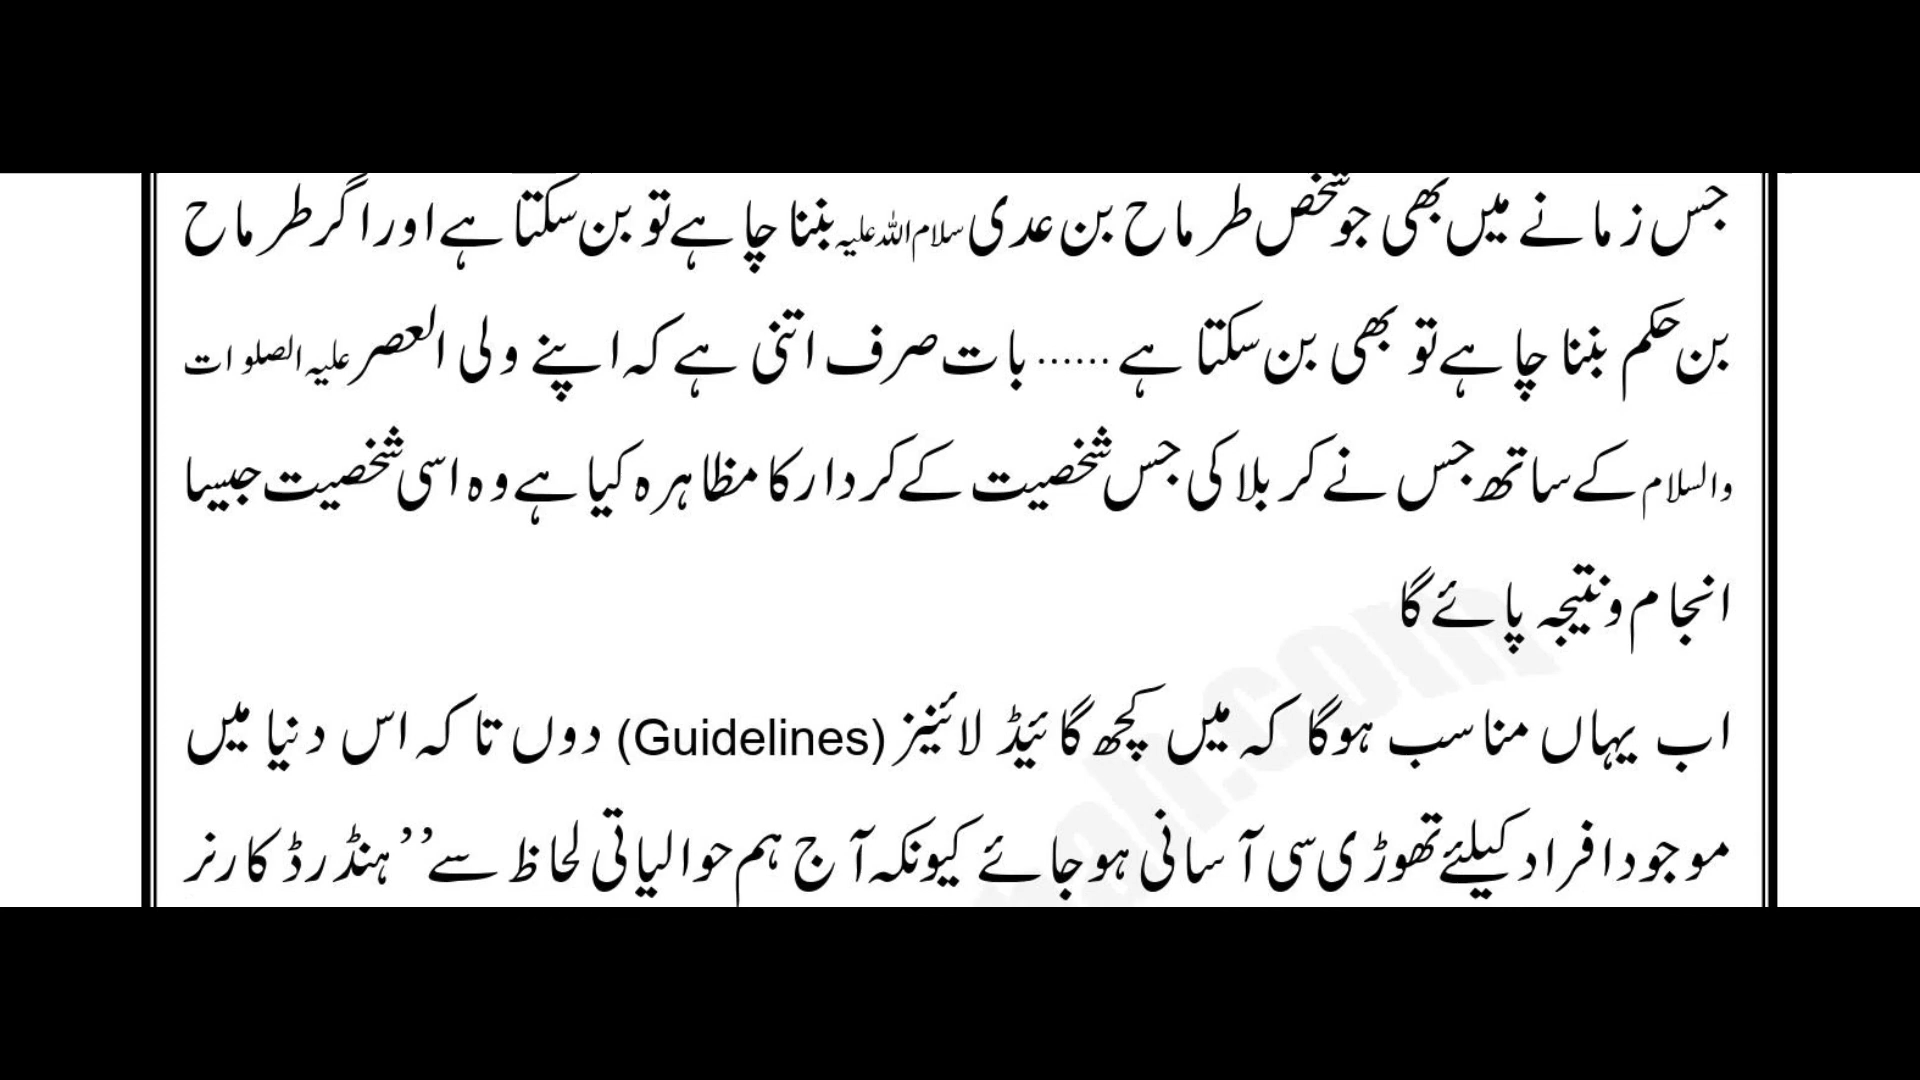 جس زمانے میں بھی جو شخص طرماح بن عدی سلام اللہ علیہ بننا چاہے تو بن سکتا ہے اور اگر طرماح
بن حکم بننا چاہے تو بھی بن سکتا ہے ...... بات صرف اتنی ہے کہ اپنے ولی العصر علیہ الصلوات
والسلام کے ساتھ جس نے کربلا کی جس شخصیت کے کردار کا مظاہرہ کیا ہے وہ اسی شخصیت جیسا
انجام و نتیجہ پائے گا
اب یہاں مناسب ہوگا کہ میں کچھ گائیڈ لائنیز (Guidelines) دوں تاکہ اس دنیا میں
موجود افراد کیلئے تھوڑی سی آسانی ہو جائے کیونکہ آج ہم حوالیاتی لحاظ سے ’’ہنڈرڈ کارنر